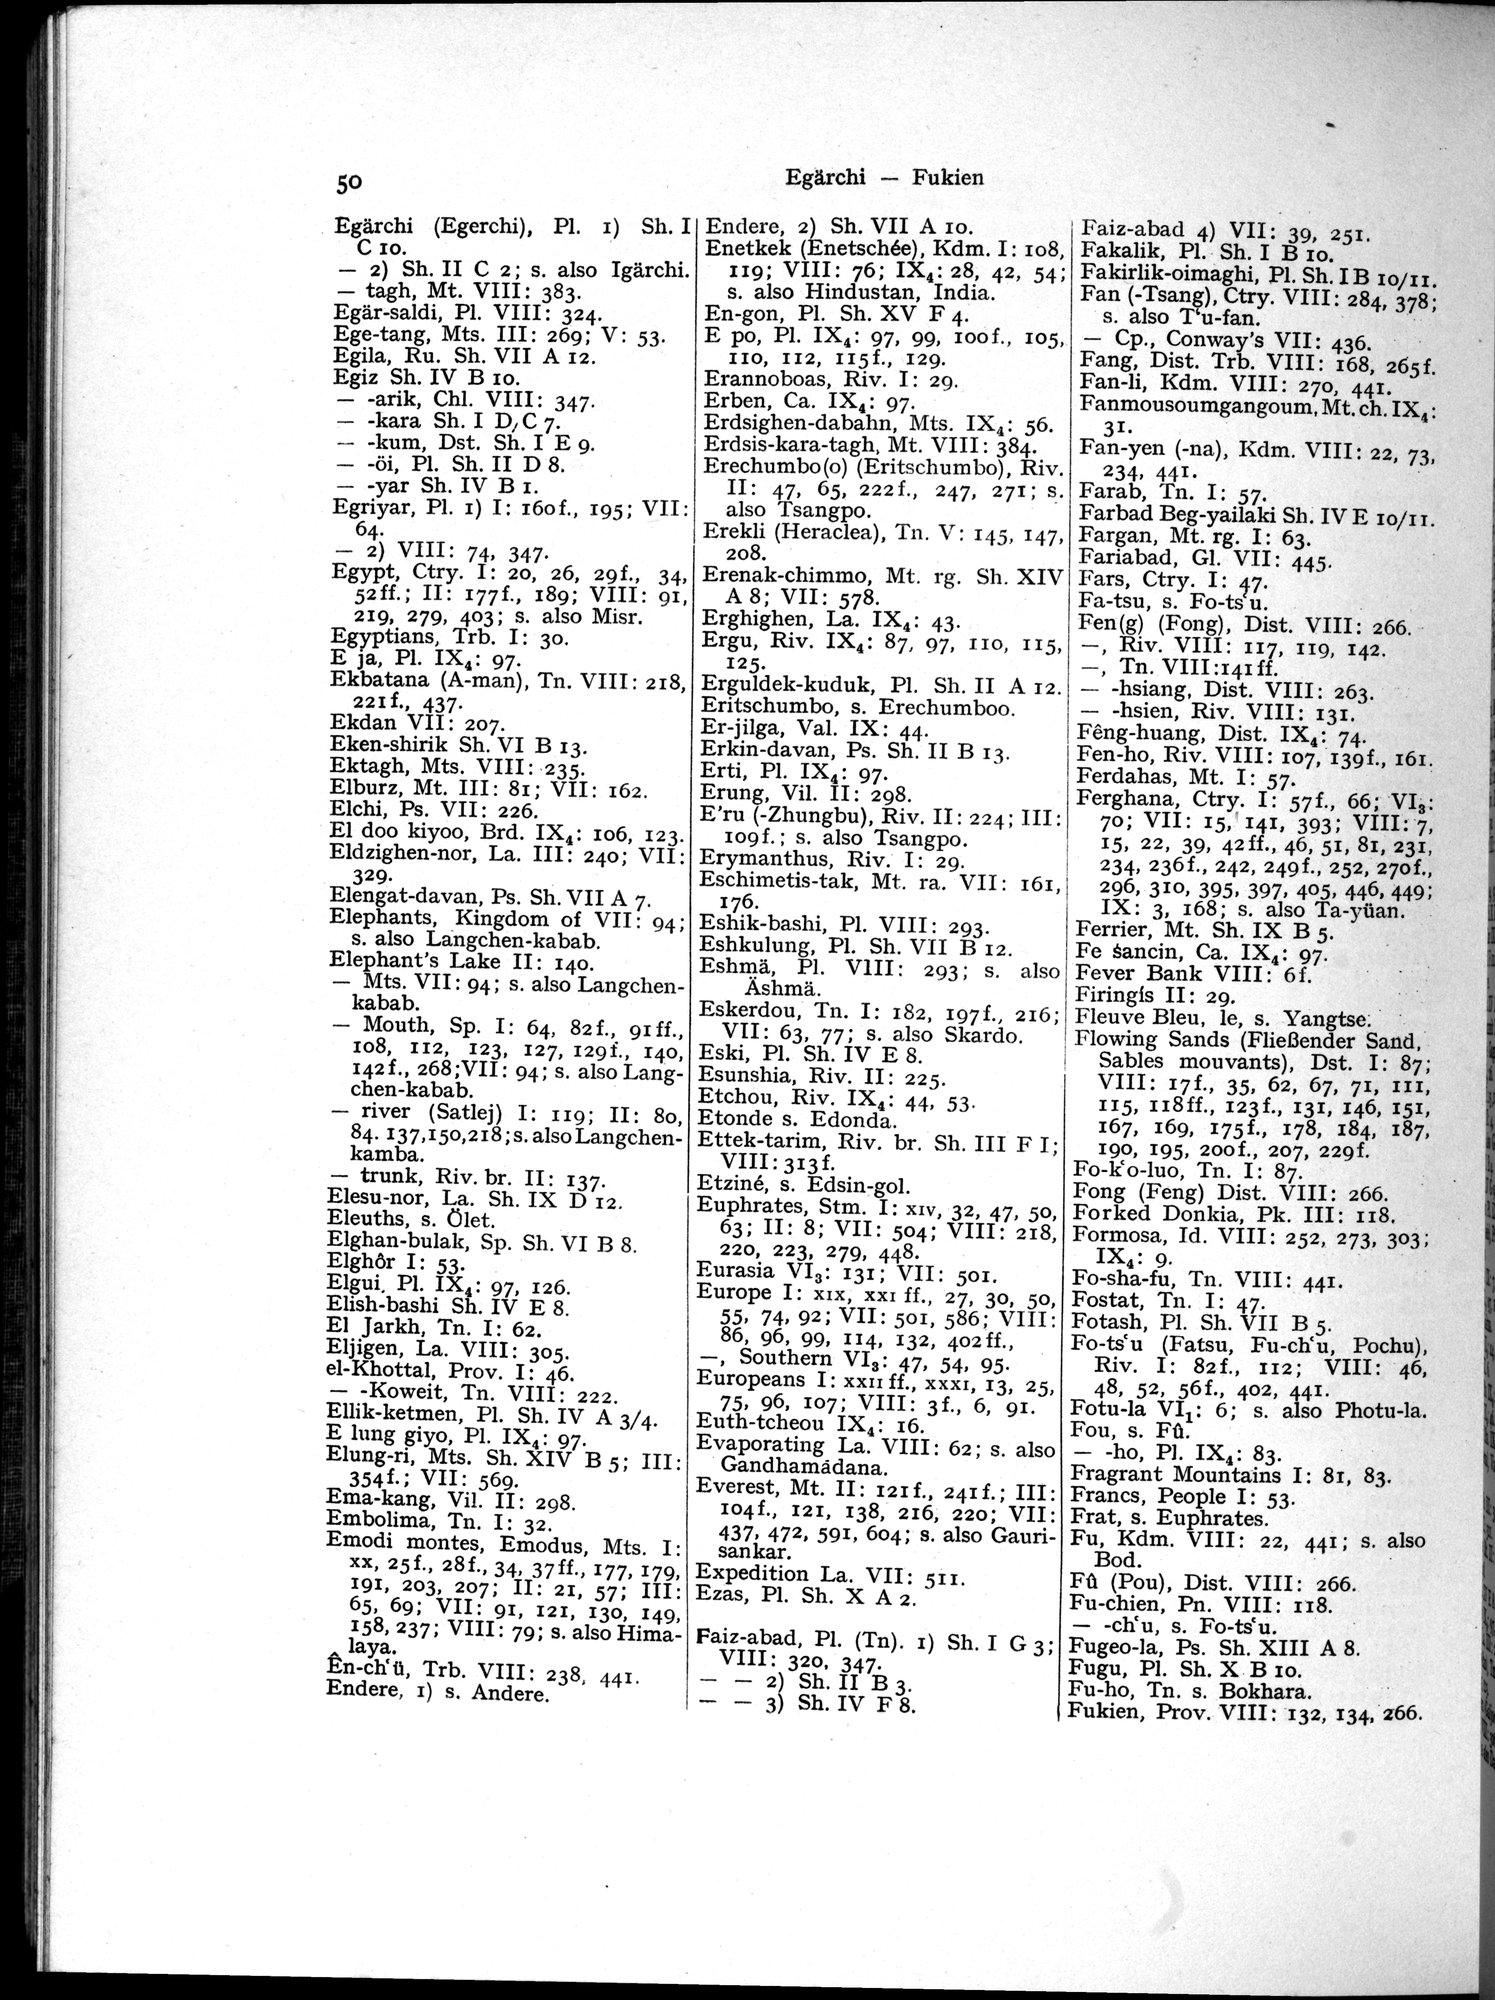 50
Egärchi — Fukien
Egärchi (Egerchi), Pl. 1) Sh. I
C 10.
— 2) Sh. II C 2; s. also Igärchi.
— tagh, Mt. VIII: 383.
Egär-saldi, Pl. VIII: 324.
Ege-tang, Mts. III: 269; V: 53.
Egila, Ru. Sh. VII A 12.
Egiz Sh. IV B 10.
— -arik, Chl. VIII: 347.
— -kara Sh. I D/C 7.
— -kum, Dst. Sh. I E 9.
— -öi, Pl. Sh. II D 8.
— -yar Sh. IV B 1.
Egriyar, Pl. 1) I: 160f., 195; VII:
64.
— 2) VIII: 74, 347.
Egypt, Ctry. I: 20, 26, 29f., 34,
52ff.; II: 177f., 189; VIII: 91,
219, 279, 403; s. also Misr.
Egyptians, Trb. I: 30.
E ja, Pl. IX₄: 97.
Ekbatana (A-man), Tn. VIII: 218,
221f., 437.
Ekdan VII: 207.
Eken-shirik Sh. VI B 13.
Ektagh, Mts. VIII: 235.
Elburz, Mt. III: 81; VII: 162.
Elchi, Ps. VII: 226.
El doo kiyoo, Brd. IX₄: 106, 123.
Eldzighen-nor, La. III: 240; VII:
329.
Elengat-davan, Ps. Sh. VII A 7.
Elephants, Kingdom of VII: 94;
s. also Langchen-kabab.
Elephant's Lake II: 140.
— Mts. VII: 94; s. also Langchen-
kabab.
— Mouth, Sp. I: 64, 82f., 91ff.,
108, 112, 123, 127, 129f., 140,
142f., 268; VII: 94; s. also Lang-
chen-kabab.
— river (Satlej) I: 119; II: 80,
84. 137,150,218; s. also Langchen-
kamba.
— trunk, Riv. br. II: 137.
Elesu-nor, La. Sh. IX D 12.
Eleuths, s. Ölet.
Elghan-bulak, Sp. Sh. VI B 8.
Elghôr I: 53.
Elgui, Pl. IX₄: 97, 126.
Elish-bashi Sh. IV E 8.
El Jarkh, Tn. I: 62.
Eljigen, La. VIII: 305.
el-Khottal, Prov. I: 46.
— -Koweit, Tn. VIII: 222.
Ellik-ketmen, Pl. Sh. IV A 3/4.
E lung giyo, Pl. IX₄: 97.
Elung-ri, Mts. Sh. XIV B 5; III:
354f.; VII: 569.
Ema-kang, Vil. II: 298.
Embolima, Tn. I: 32.
Emodi montes, Emodus, Mts. I:
xx, 25f., 28f., 34, 37ff., 177, 179,
191, 203, 207; II: 21, 57; III:
65, 69; VII: 91, 121, 130, 149,
158, 237; VIII: 79; s. also Hima-
laya.
Ên-chʿü, Trb. VIII: 238, 441.
Endere, 1) s. Andere.
Endere, 2) Sh. VII A 10.
Enetkek (Enetschée), Kdm. I: 108,
119; VIII: 76; IX₄: 28, 42, 54;
s. also Hindustan, India.
En-gon, Pl. Sh. XV F 4.
E po, Pl. IX₄: 97, 99, 100f., 105,
110, 112, 115f., 129.
Erannoboas, Riv. I: 29.
Erben, Ca. IX₄: 97.
Erdsighen-dabahn, Mts. IX₄: 56.
Erdsis-kara-tagh, Mt. VIII: 384.
Erechumbo(o) (Eritschumbo), Riv.
II: 47, 65, 222f., 247, 271; s.
also Tsangpo.
Erekli (Heraclea), Tn. V: 145, 147,
208.
Erenak-chimmo, Mt. rg. Sh. XIV
A 8; VII: 578.
Erghighen, La. IX₄: 43.
Ergu, Riv. IX₄: 87, 97, 110, 115,
125.
Erguldek-kuduk, Pl. Sh. II A 12.
Eritschumbo, s. Erechumboo.
Er-jilga, Val. IX: 44.
Erkin-davan, Ps. Sh. II B 13.
Erti, Pl. IX₄: 97.
Erung, Vil. II: 298.
E'ru (-Zhungbu), Riv. II: 224; III:
109f.; s. also Tsangpo.
Erymanthus, Riv. I: 29.
Eschimetis-tak, Mt. ra. VII: 161,
176.
Eshik-bashi, Pl. VIII: 293.
Eshkulung, Pl. Sh. VII B 12.
Eshmä, Pl. VIII: 293; s. also
Äshmä.
Eskerdou, Tn. I: 182, 197f., 216;
VII: 63, 77; s. also Skardo.
Eski, Pl. Sh. IV E 8.
Esunshia, Riv. II: 225.
Etchou, Riv. IX₄: 44, 53.
Etonde s. Edonda.
Ettek-tarim, Riv. br. Sh. III F I;
VIII: 313f.
Etziné, s. Edsin-gol.
Euphrates, Stm. I: xiv, 32, 47, 50,
63; II: 8; VII: 504; VIII: 218,
220, 223, 279, 448.
Eurasia VI₃: 131; VII: 501.
Europe I: xix, xxi ff., 27, 30, 50,
55, 74, 92; VII: 501, 586; VIII:
86, 96, 99, 114, 132, 402ff.,
—, Southern VI₃: 47, 54, 95.
Europeans I: xxii ff., xxxi, 13, 25,
75, 96, 107; VIII: 3f., 6, 91.
Euth-tcheou IX₄: 16.
Evaporating La. VIII: 62; s. also
Gandhamádana.
Everest, Mt. II: 121f., 241f.; III:
104f., 121, 138, 216, 220; VII:
437, 472, 591, 604; s. also Gauri-
sankar.
Expedition La. VII: 511.
Ezas, Pl. Sh. X A 2.
Faiz-abad, Pl. (Tn). 1) Sh. I G 3;
VIII: 320, 347.
— — 2) Sh. II B 3.
— — 3) Sh. IV F 8.
Faiz-abad 4) VII: 39, 251.
Fakalik, Pl. Sh. I B 10.
Fakirlik-oimaghi, Pl. Sh. I B 10/11.
Fan (-Tsang), Ctry. VIII: 284, 378;
s. also Tʿu-fan.
— Cp., Conway's VII: 436.
Fang, Dist. Trb. VIII: 168, 265f.
Fan-li, Kdm. VIII: 270, 441.
Fanmousoumgangoum, Mt. ch. IX₄:
31.
Fan-yen (-na), Kdm. VIII: 22, 73,
234, 441.
Farab, Tn. I: 57.
Farbad Beg-yailaki Sh. IV E 10/11.
Fargan, Mt. rg. I: 63.
Fariabad, Gl. VII: 445.
Fars, Ctry. I: 47.
Fa-tsu, s. Fo-tsʿu.
Fen(g) (Fong), Dist. VIII: 266.
—, Riv. VIII: 117, 119, 142.
—, Tn. VIII:141ff.
— -hsiang, Dist. VIII: 263.
— -hsien, Riv. VIII: 131.
Fêng-huang, Dist. IX₄: 74.
Fen-ho, Riv. VIII: 107, 139f., 161.
Ferdahas, Mt. I: 57.
Ferghana, Ctry. I: 57f., 66; VI₃:
70; VII: 15, 141, 393; VIII: 7,
15, 22, 39, 42ff., 46, 51, 81, 231,
234, 236f., 242, 249f., 252, 270f.,
296, 310, 395, 397, 405, 446, 449;
IX: 3, 168; s. also Ta-yüan.
Ferrier, Mt. Sh. IX B 5.
Fe śancin, Ca. IX₄: 97.
Fever Bank VIII: 6f.
Firingís II: 29.
Fleuve Bleu, le, s. Yangtse.
Flowing Sands (Fließender Sand,
Sables mouvants), Dst. I: 87;
VIII: 17f., 35, 62, 67, 71, 111,
115, 118ff., 123f., 131, 146, 151,
167, 169, 175f., 178, 184, 187,
190, 195, 200f., 207, 229f.
Fo-kʿo-luo, Tn. I: 87.
Fong (Feng) Dist. VIII: 266.
Forked Donkia, Pk. III: 118.
Formosa, Id. VIII: 252, 273, 303;
IX₄: 9.
Fo-sha-fu, Tn. VIII: 441.
Fostat, Tn. I: 47.
Fotash, Pl. Sh. VII B 5.
Fo-tsʿu (Fatsu, Fu-chʿu, Pochu),
Riv. I: 82f., 112; VIII: 46,
48, 52, 56f., 402, 441.
Fotu-la VI₁: 6; s. also Photu-la.
Fou, s. Fû.
— -ho, Pl. IX₄: 83.
Fragrant Mountains I: 81, 83.
Francs, People I: 53.
Frat, s. Euphrates.
Fu, Kdm. VIII: 22, 441; s. also
Bod.
Fû (Pou), Dist. VIII: 266.
Fu-chien, Pn. VIII: 118.
— -chʿu, s. Fo-tsʿu.
Fugeo-la, Ps. Sh. XIII A 8.
Fugu, Pl. Sh. X B 10.
Fu-ho, Tn. s. Bokhara.
Fukien, Prov. VIII: 132, 134, 266.